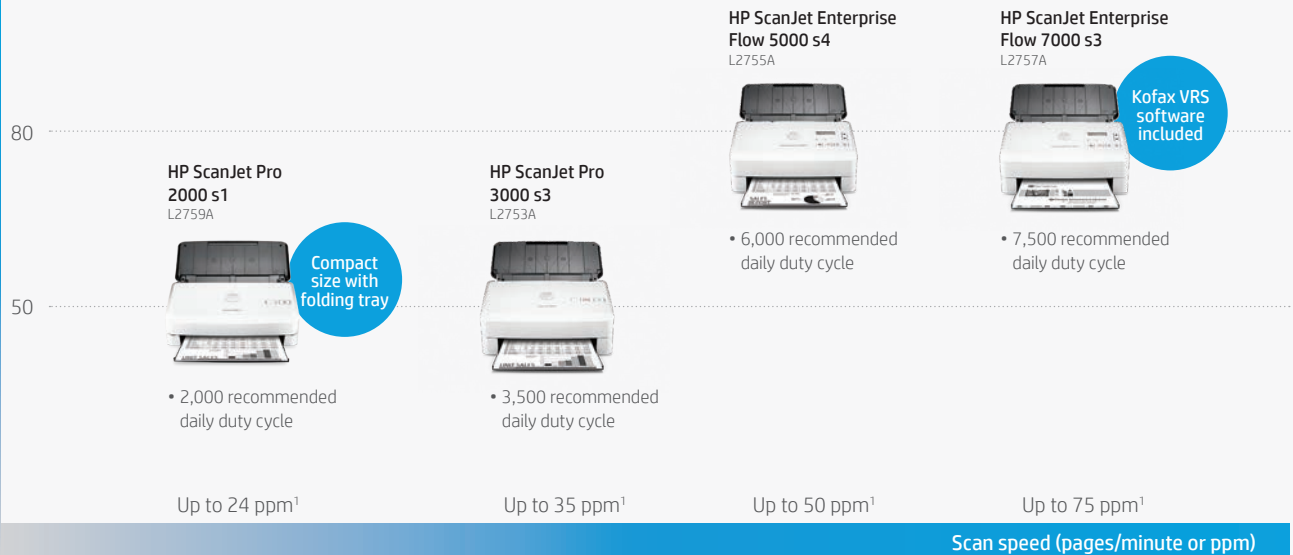 HP ScanJet Enterprise
Flow 5000 s4
L2755A
HP ScanJet Enterprise
Flow 7000 s3
L2757A
Kofax VRS
software
included
80
HP ScanJet Pro
2000 s1
L2759A
HP ScanJet Pro
3000 s3
L2753A
• 6,000 recommended
daily duty cycle
• 7,500 recommended
daily duty cycle
Compact
size with
folding tray
50
• 2,000 recommended
daily duty cycle
• 3,500 recommended
daily duty cycle
Up to 24 ppm¹
Up to 35 ppm¹
Up to 50 ppm¹
Up to 75 ppm¹
Scan speed (pages/minute or ppm)